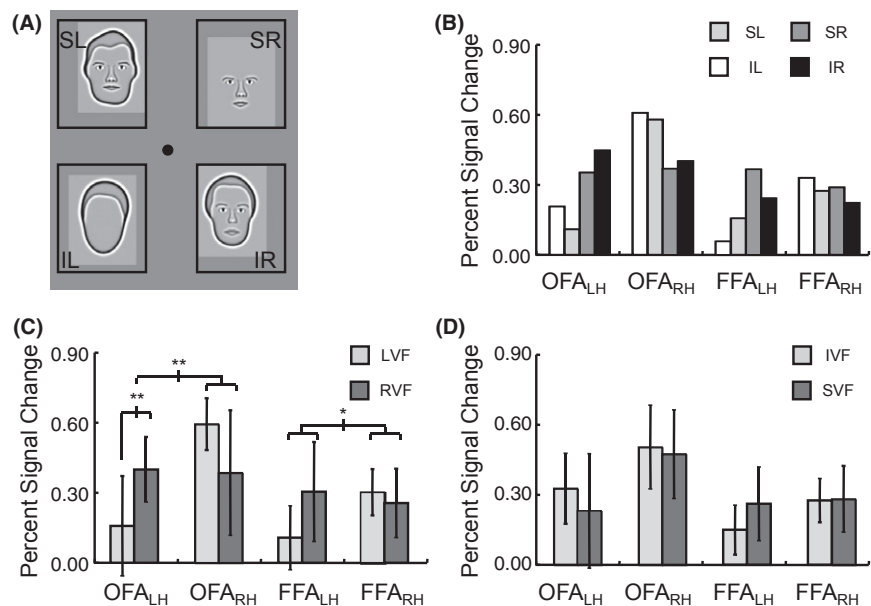 (A)
SL SR
IL IR
(B)
Percent Signal Change
0.90
0.60
0.30
0.00
SL SR
IL IR
OFA_LH OFA_RH FFA_LH FFA_RH
(C)
Percent Signal Change
0.90
0.60
0.30
0.00
LVF
RVF
**
**
*
OFA_LH OFA_RH FFA_LH FFA_RH
(D)
Percent Signal Change
0.90
0.60
0.30
0.00
IVF
SVF
OFA_LH OFA_RH FFA_LH FFA_RH